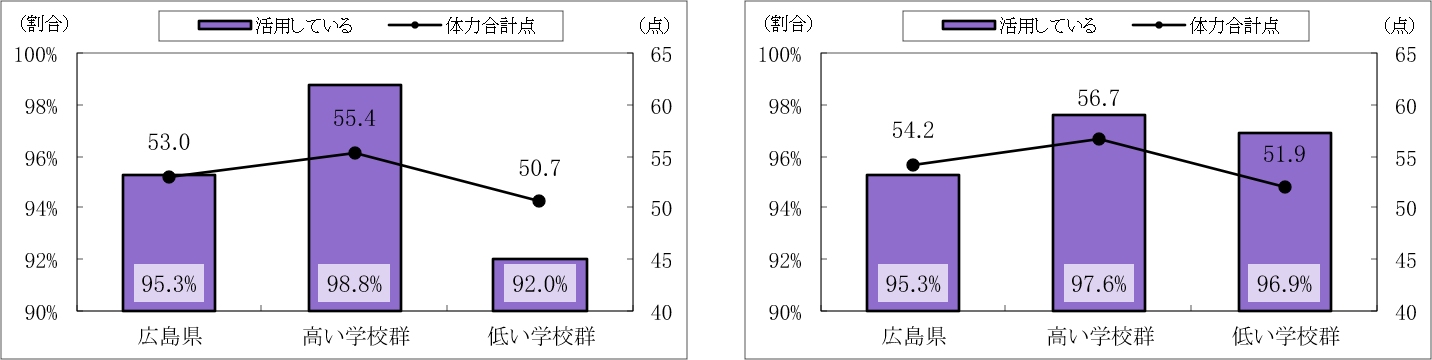 (割合) 活用している 体力合計点 (点)
100% 65
98% 60
96% 55
94% 50
92% 45
90% 40
53.0 55.4 50.7
95.3% 98.8% 92.0%
広島県 高い学校群 低い学校群
(割合) 活用している 体力合計点 (点)
100% 65
98% 60
96% 55
94% 50
92% 45
90% 40
54.2 56.7 51.9
95.3% 97.6% 96.9%
広島県 高い学校群 低い学校群